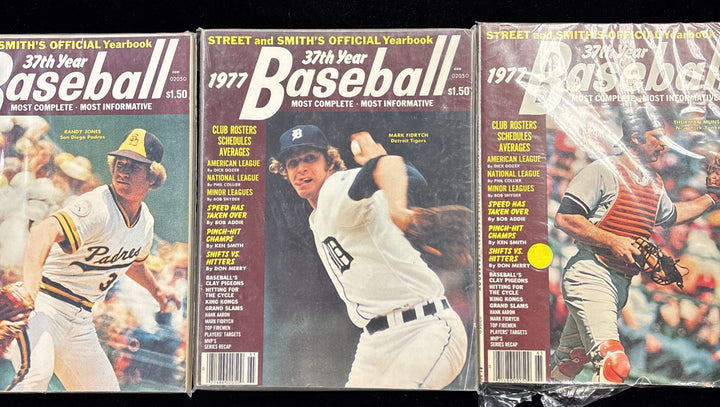 SMITH'S OFFICIAL Yearbook
37th Year
Baseball
MOST COMPLETE · MOST INFORMATIVE
02050
$1.50
RANDY JONES
San Diego Padres
Padres
3
STREET and SMITH'S OFFICIAL Yearbook
37th Year
1977 Baseball
MOST COMPLETE · MOST INFORMATIVE
02050
$1.50
MARK FIDRYCH
Detroit Tigers
CLUB ROSTERS
SCHEDULES
AVERAGES
AMERICAN LEAGUE
By DICK DOZER
NATIONAL LEAGUE
By PHIL COLLIER
MINOR LEAGUES
By BOB SNYDER
SPEED HAS
TAKEN OVER
By BOB ADDIE
PINCH-HIT
CHAMPS
By KEN SMITH
SHIFTS VS.
HITTERS
By DON MERRY
BASEBALL'S
CLAY PIGEONS
HITTING FOR
THE CYCLE
KING KONGS
GRAND SLAMS
HANK AARON
MARK FIDRYCH
TOP FIREMEN
PLAYERS' TARGETS
MVP'S
SERIES RECAP
D
D
STREET and SMITH'S OFFICIAL Yearbook
37th Year
1977 Baseball
MOST COMPLETE · MOST INFORMATIVE
THURMAN MUNS
CLUB ROSTERS
SCHEDULES
AVERAGES
AMERICAN LEAGUE
By DICK DOZER
NATIONAL LEAGUE
By PHIL COLLIER
MINOR LEAGUES
By BOB SNYDER
SPEED HAS
TAKEN OVER
By BOB ADDIE
PINCH-HIT
CHAMPS
By KEN SMITH
SHIFTS VS.
HITTERS
By DON MERRY
BASEBALL'S
CLAY PIGEONS
HITTING FOR
THE CYCLE
KING KONGS
GRAND SLAMS
HANK AARON
MARK FIDRYCH
TOP FIREMEN
PLAYERS' TARGETS
MVP'S
SERIES RECAP